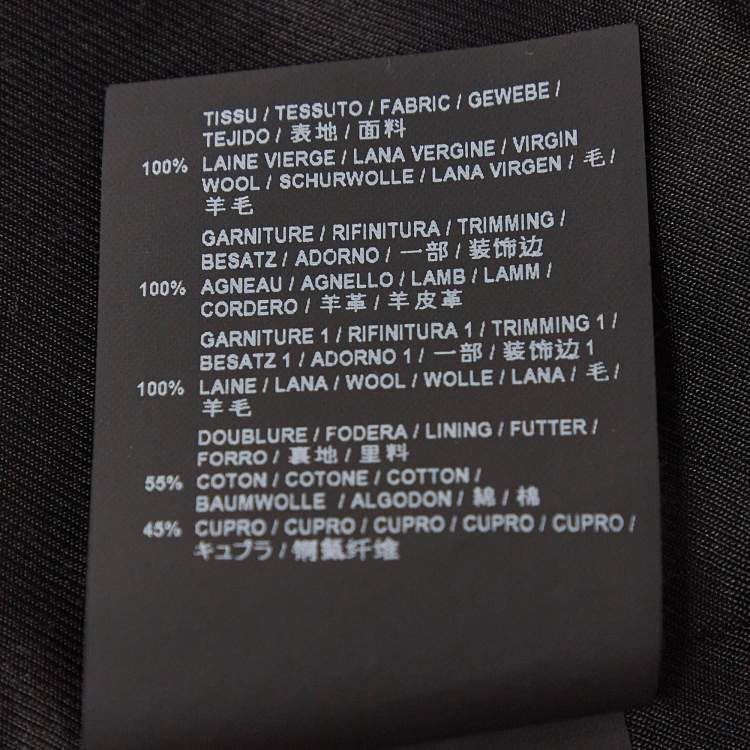 TISSU / TESSUTO / FABRIC / GEWEBE /
TEJIDO / 表地 / 面料
100% LAINE VIERGE / LANA VERGINE / VIRGIN
WOOL / SCHURWOLLE / LANA VIRGEN / 毛 /
羊毛
GARNITURE / RIFINITURA / TRIMMING /
BESATZ / ADORNO / 一部 / 装饰边
100% AGNEAU / AGNELLO / LAMB / LAMM /
CORDERO / 羊革 / 羊皮革
GARNITURE 1 / RIFINITURA 1 / TRIMMING 1 /
BESATZ 1 / ADORNO 1 / 一部 / 装饰边 1
100% LAINE / LANA / WOOL / WOLLE / LANA / 毛 /
羊毛
DOUBLURE / FODERA / LINING / FUTTER /
FORRO / 裏地 / 里料
55% COTON / COTONE / COTTON /
BAUMWOLLE / ALGODON / 綿 / 棉
45% CUPRO / CUPRO / CUPRO / CUPRO / CUPRO /
キュプラ / 铜氨纤维